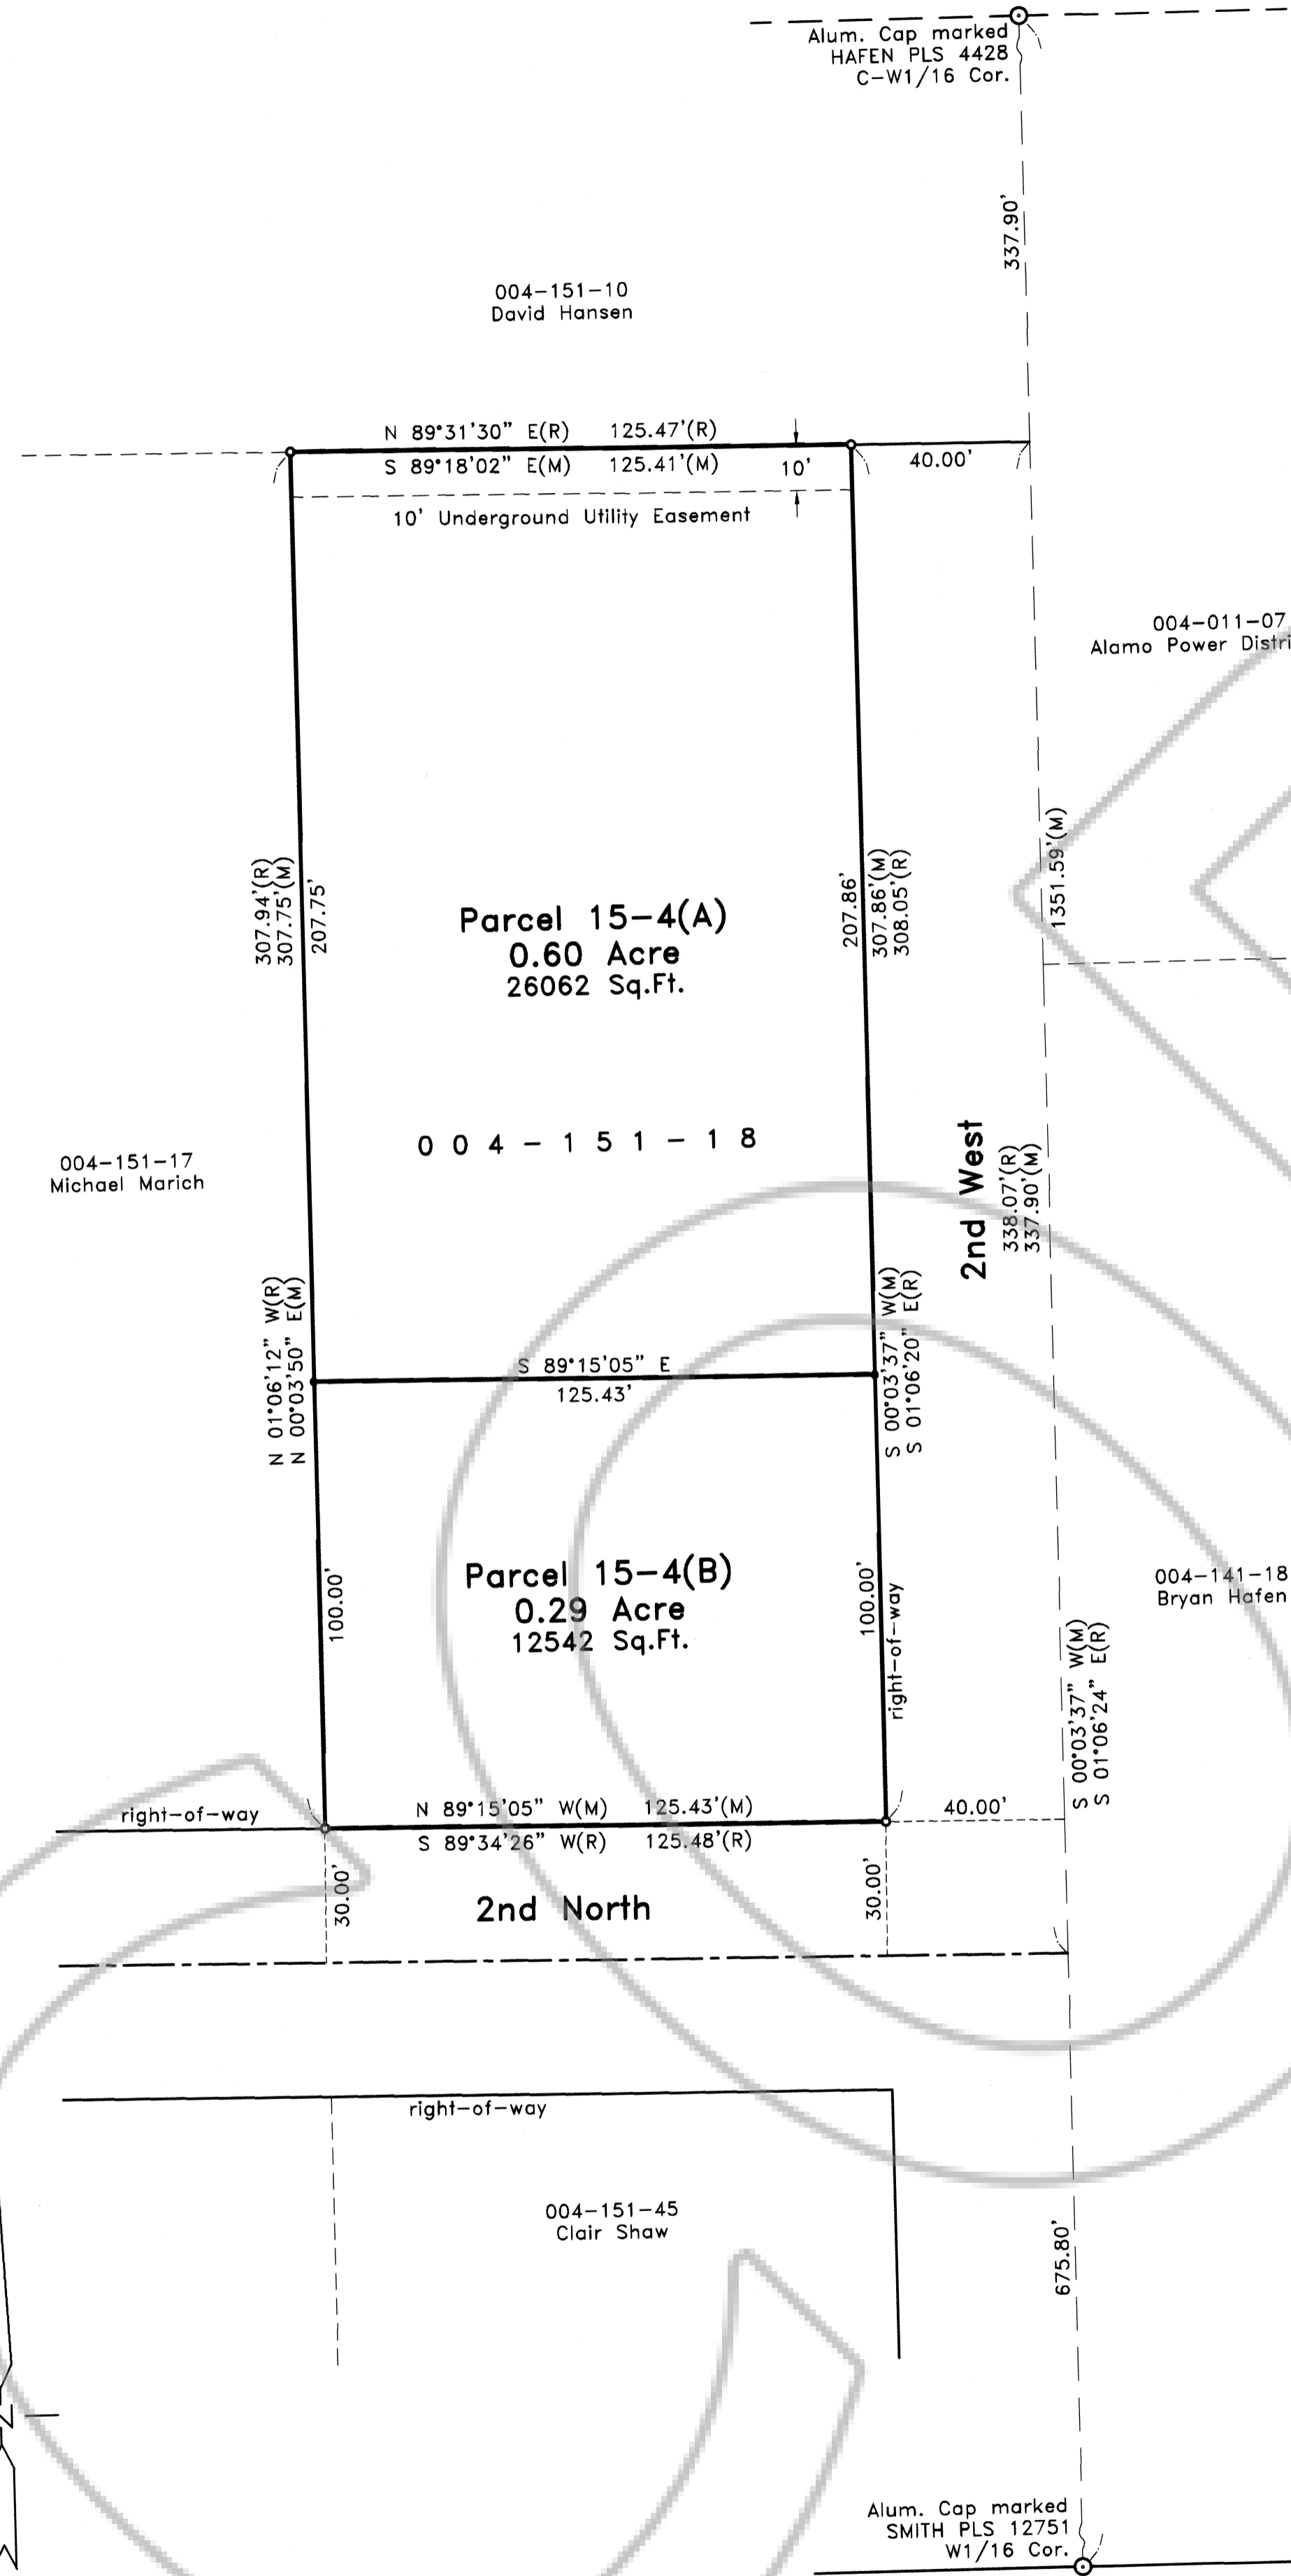 Alum. Cap marked
HAFEN PLS 4428
C-W1/16 Cor.
337.90'
004-151-10
David Hansen
N 89°31'30" E(R) 125.47'(R)
S 89°18'02" E(M) 125.41'(M)
10'
40.00'
10' Underground Utility Easement
004-011-07
Alamo Power Distri
307.94'(R)
307.75'(M)
207.75'
Parcel 15-4(A)
0.60 Acre
26062 Sq.Ft.
207.86'
307.86'(M)
308.05'(R)
1351.59'(M)
004-151-18
004-151-17
Michael Marich
2nd West
338.07'(R)
337.90'(M)
N 01°06'12" W(R)
N 00°03'50" E(M)
S 89°15'05" E
125.43'
S 00°03'37" W(M)
S 01°06'20" E(R)
100.00'
Parcel 15-4(B)
0.29 Acre
12542 Sq.Ft.
100.00'
right-of-way
004-141-18
Bryan Hafen
S 00°03'37" W(M)
S 01°06'24" E(R)
right-of-way
N 89°15'05" W(M) 125.43'(M)
S 89°34'26" W(R) 125.48'(R)
40.00'
30.00'
2nd North
30.00'
right-of-way
004-151-45
Clair Shaw
675.80'
Alum. Cap marked
SMITH PLS 12751
W1/16 Cor.